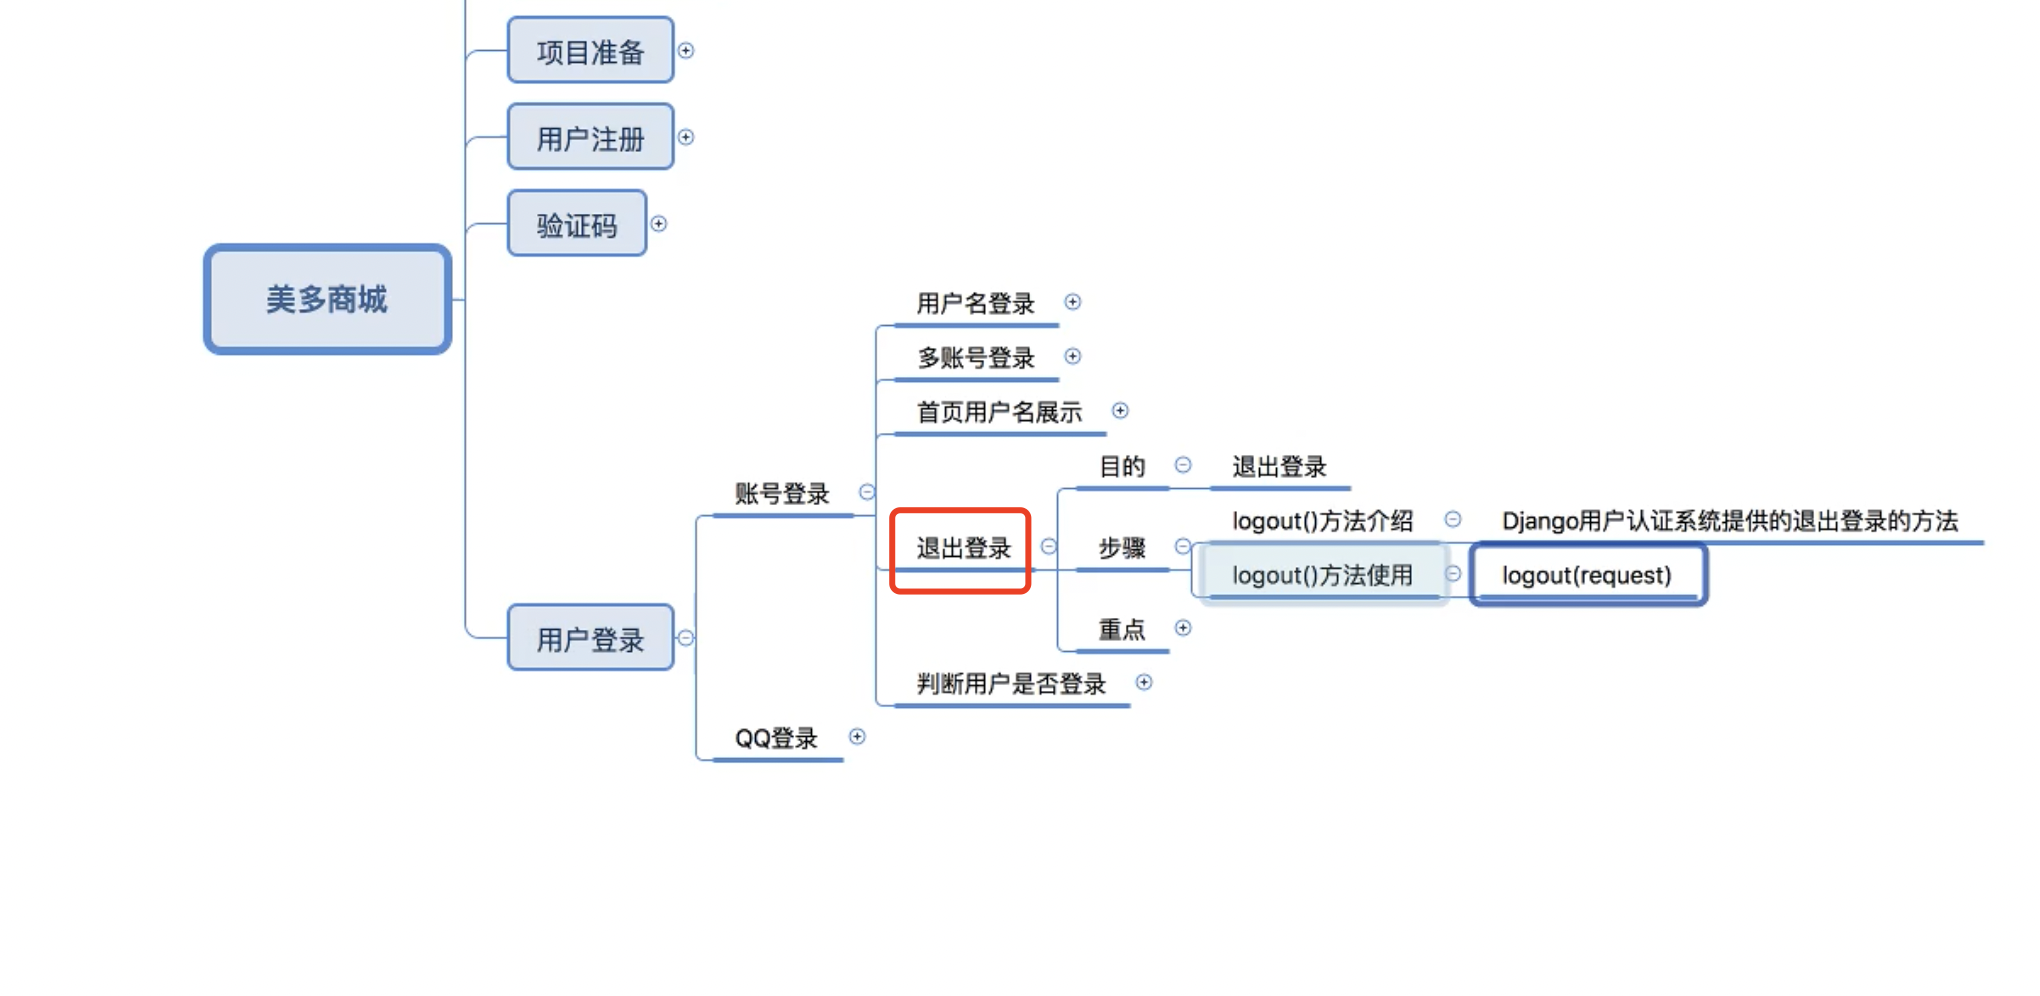 项目准备
用户注册
验证码
美多商城
用户名登录
多账号登录
首页用户名展示
目的
退出登录
账号登录
logout()方法介绍
Django用户认证系统提供的退出登录的方法
退出登录
步骤
logout()方法使用
logout(request)
重点
用户登录
判断用户是否登录
QQ登录